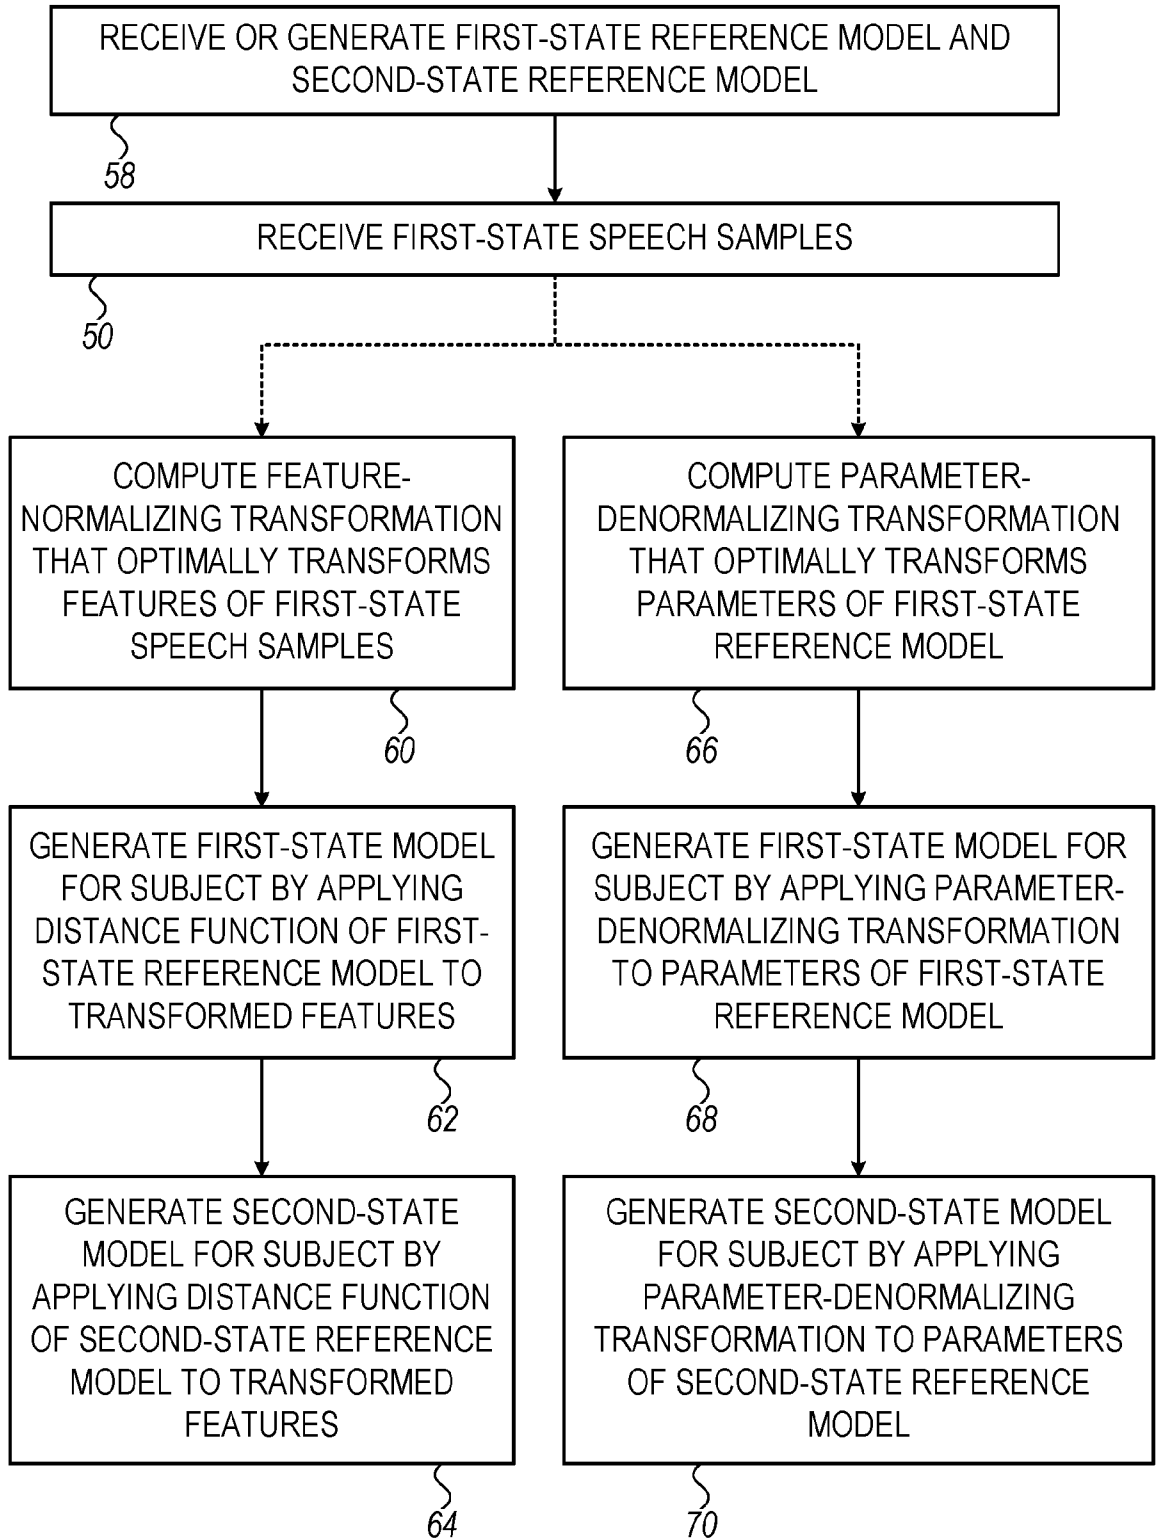 RECEIVE OR GENERATE FIRST-STATE REFERENCE MODEL AND
SECOND-STATE REFERENCE MODEL
58
RECEIVE FIRST-STATE SPEECH SAMPLES
50
COMPUTE FEATURE-
NORMALIZING TRANSFORMATION
THAT OPTIMALLY TRANSFORMS
FEATURES OF FIRST-STATE
SPEECH SAMPLES
60
GENERATE FIRST-STATE MODEL
FOR SUBJECT BY APPLYING
DISTANCE FUNCTION OF FIRST-
STATE REFERENCE MODEL TO
TRANSFORMED FEATURES
62
GENERATE SECOND-STATE
MODEL FOR SUBJECT BY
APPLYING DISTANCE FUNCTION
OF SECOND-STATE REFERENCE
MODEL TO TRANSFORMED
FEATURES
64
COMPUTE PARAMETER-
DENORMALIZING TRANSFORMATION
THAT OPTIMALLY TRANSFORMS
PARAMETERS OF FIRST-STATE
REFERENCE MODEL
66
GENERATE FIRST-STATE MODEL FOR
SUBJECT BY APPLYING PARAMETER-
DENORMALIZING TRANSFORMATION
TO PARAMETERS OF FIRST-STATE
REFERENCE MODEL
68
GENERATE SECOND-STATE MODEL
FOR SUBJECT BY APPLYING
PARAMETER-DENORMALIZING
TRANSFORMATION TO PARAMETERS
OF SECOND-STATE REFERENCE
MODEL
70